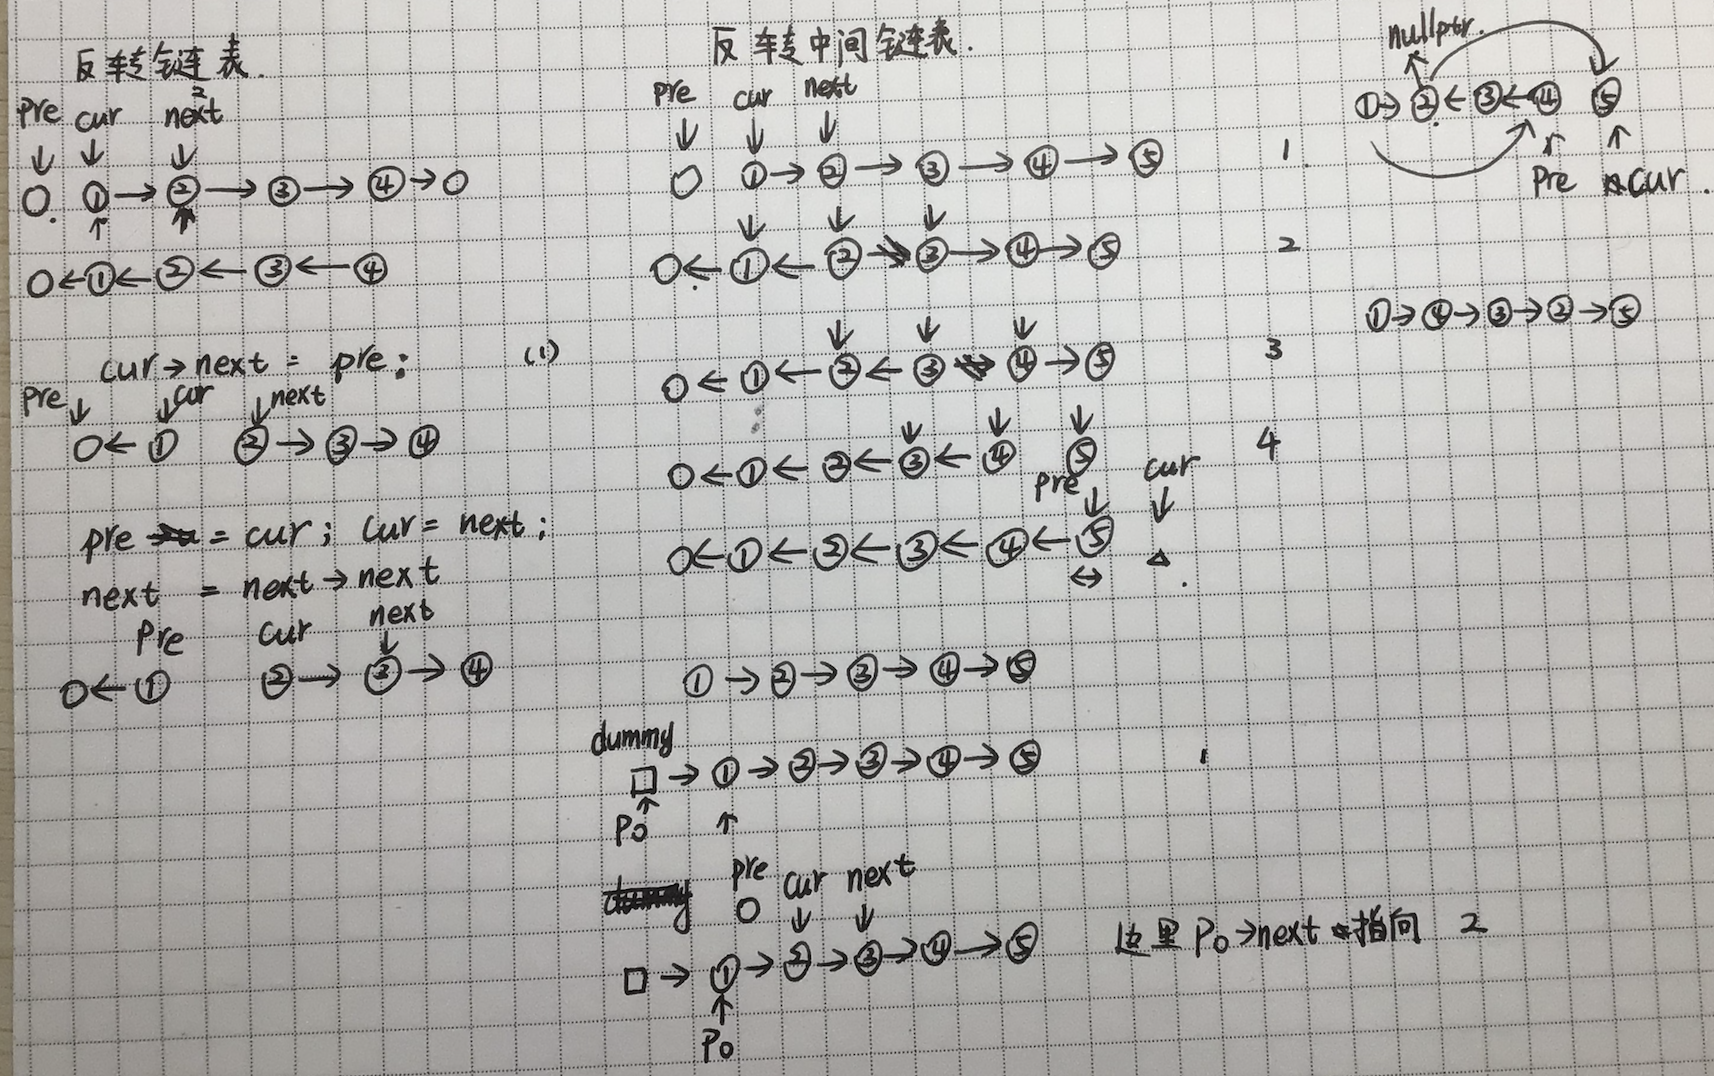 反转链表.
pre cur next
○ ① → ② → ③ → ④ → ○
○ ← ① ← ② ← ③ ← ④
cur → next = pre;
(1)
pre cur next
○ ← ① ② → ③ → ④
pre = cur; cur = next;
next = next → next
pre cur next
○ ← ① ② → ③ → ④
反转中间链表.
pre cur next
○ ① → ② → ③ → ④ → ⑤ 1
○ ← ① ← ② → ③ → ④ → ⑤ 2
○ ← ① ← ② ← ③ ④ → ⑤ 3
○ ← ① ← ② ← ③ ← ④ ⑤ 4
pre cur
○ ← ① ← ② ← ③ ← ④ ← ⑤
① → ② → ③ → ④ → ⑤
dummy
□ → ① → ② → ③ → ④ → ⑤ 1
P0
pre cur next
○
□ → ① → ② → ③ → ④ → ⑤
P0
这里 P0 → next 指向 2
nullptr.
① → ② ← ③ ← ④ ⑤
pre cur.
① → ④ → ③ → ② → ⑤